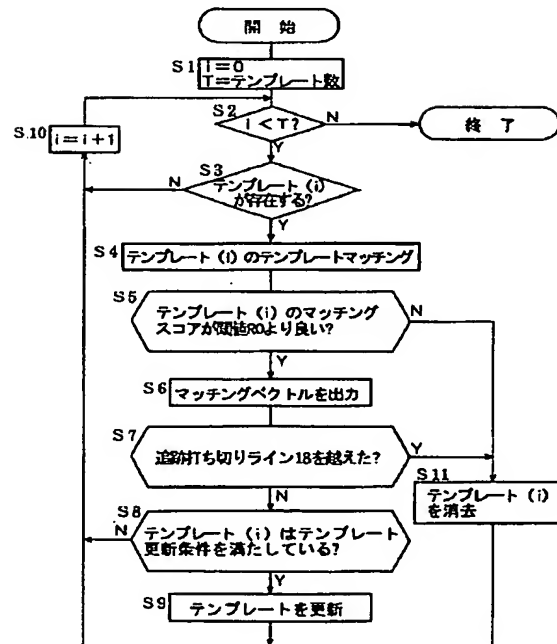 開 始
S1
i=0
T=テンプレート数
S2
i<T?
N
終 了
Y
S10
i=i+1
S3
テンプレート (i)
が存在する?
N
Y
S4
テンプレート (i) のテンプレートマッチング
S5
テンプレート (i) のマッチング
スコアが閾値R0より良い?
N
Y
S6
マッチングベクトルを出力
S7
追跡打ち切りライン18を越えた?
Y
N
S11
テンプレート (i)
を消去
S8
テンプレート (i) はテンプレート
更新条件を満たしている?
N
Y
S9
テンプレートを更新